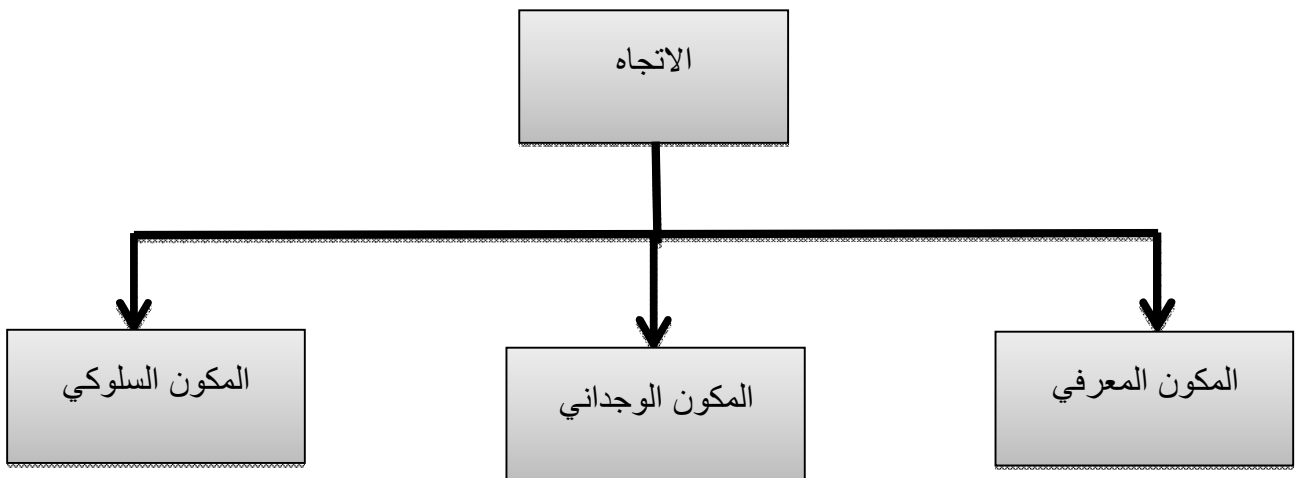 الاتجاه
المكون المعرفي
المكون الوجداني
المكون السلوكي